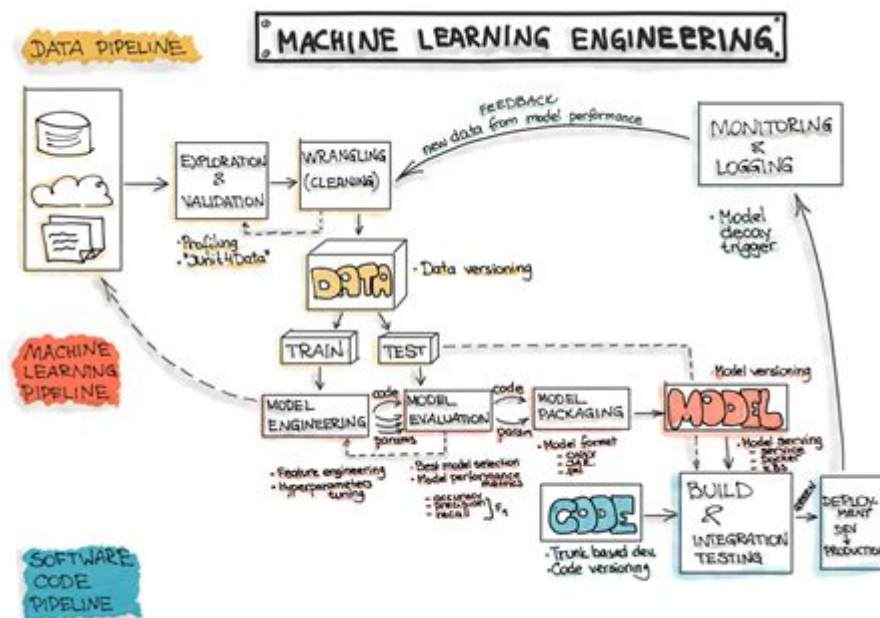 MACHINE LEARNING ENGINEERING
DATA PIPELINE
EXPLORATION
&
VALIDATION
WRANGLING
(CLEANING)
FEEDBACK
new data from model performance
MONITORING
&
LOGGING
• Profiling
• "JUnit4Data"
• Model
decay
trigger
DATA
• Data versioning
TRAIN
TEST
MACHINE
LEARNING
PIPELINE
MODEL
ENGINEERING
code
params
MODEL
EVALUATION
code
param
MODEL
PACKAGING
• Model versioning
MODEL
• Feature engineering
• Hyperparameters
tuning
• Best model selection
• Model performance
metrics
- accuracy
- precision
- recall
F1
• Model format
• Model serving
- service
- docker
- k8s
CODE
• Trunk based dev.
• Code versioning
BUILD
&
INTEGRATION
TESTING
DEPLOY-
MENT
DEV
PRODUCTION
SOFTWARE
CODE
PIPELINE